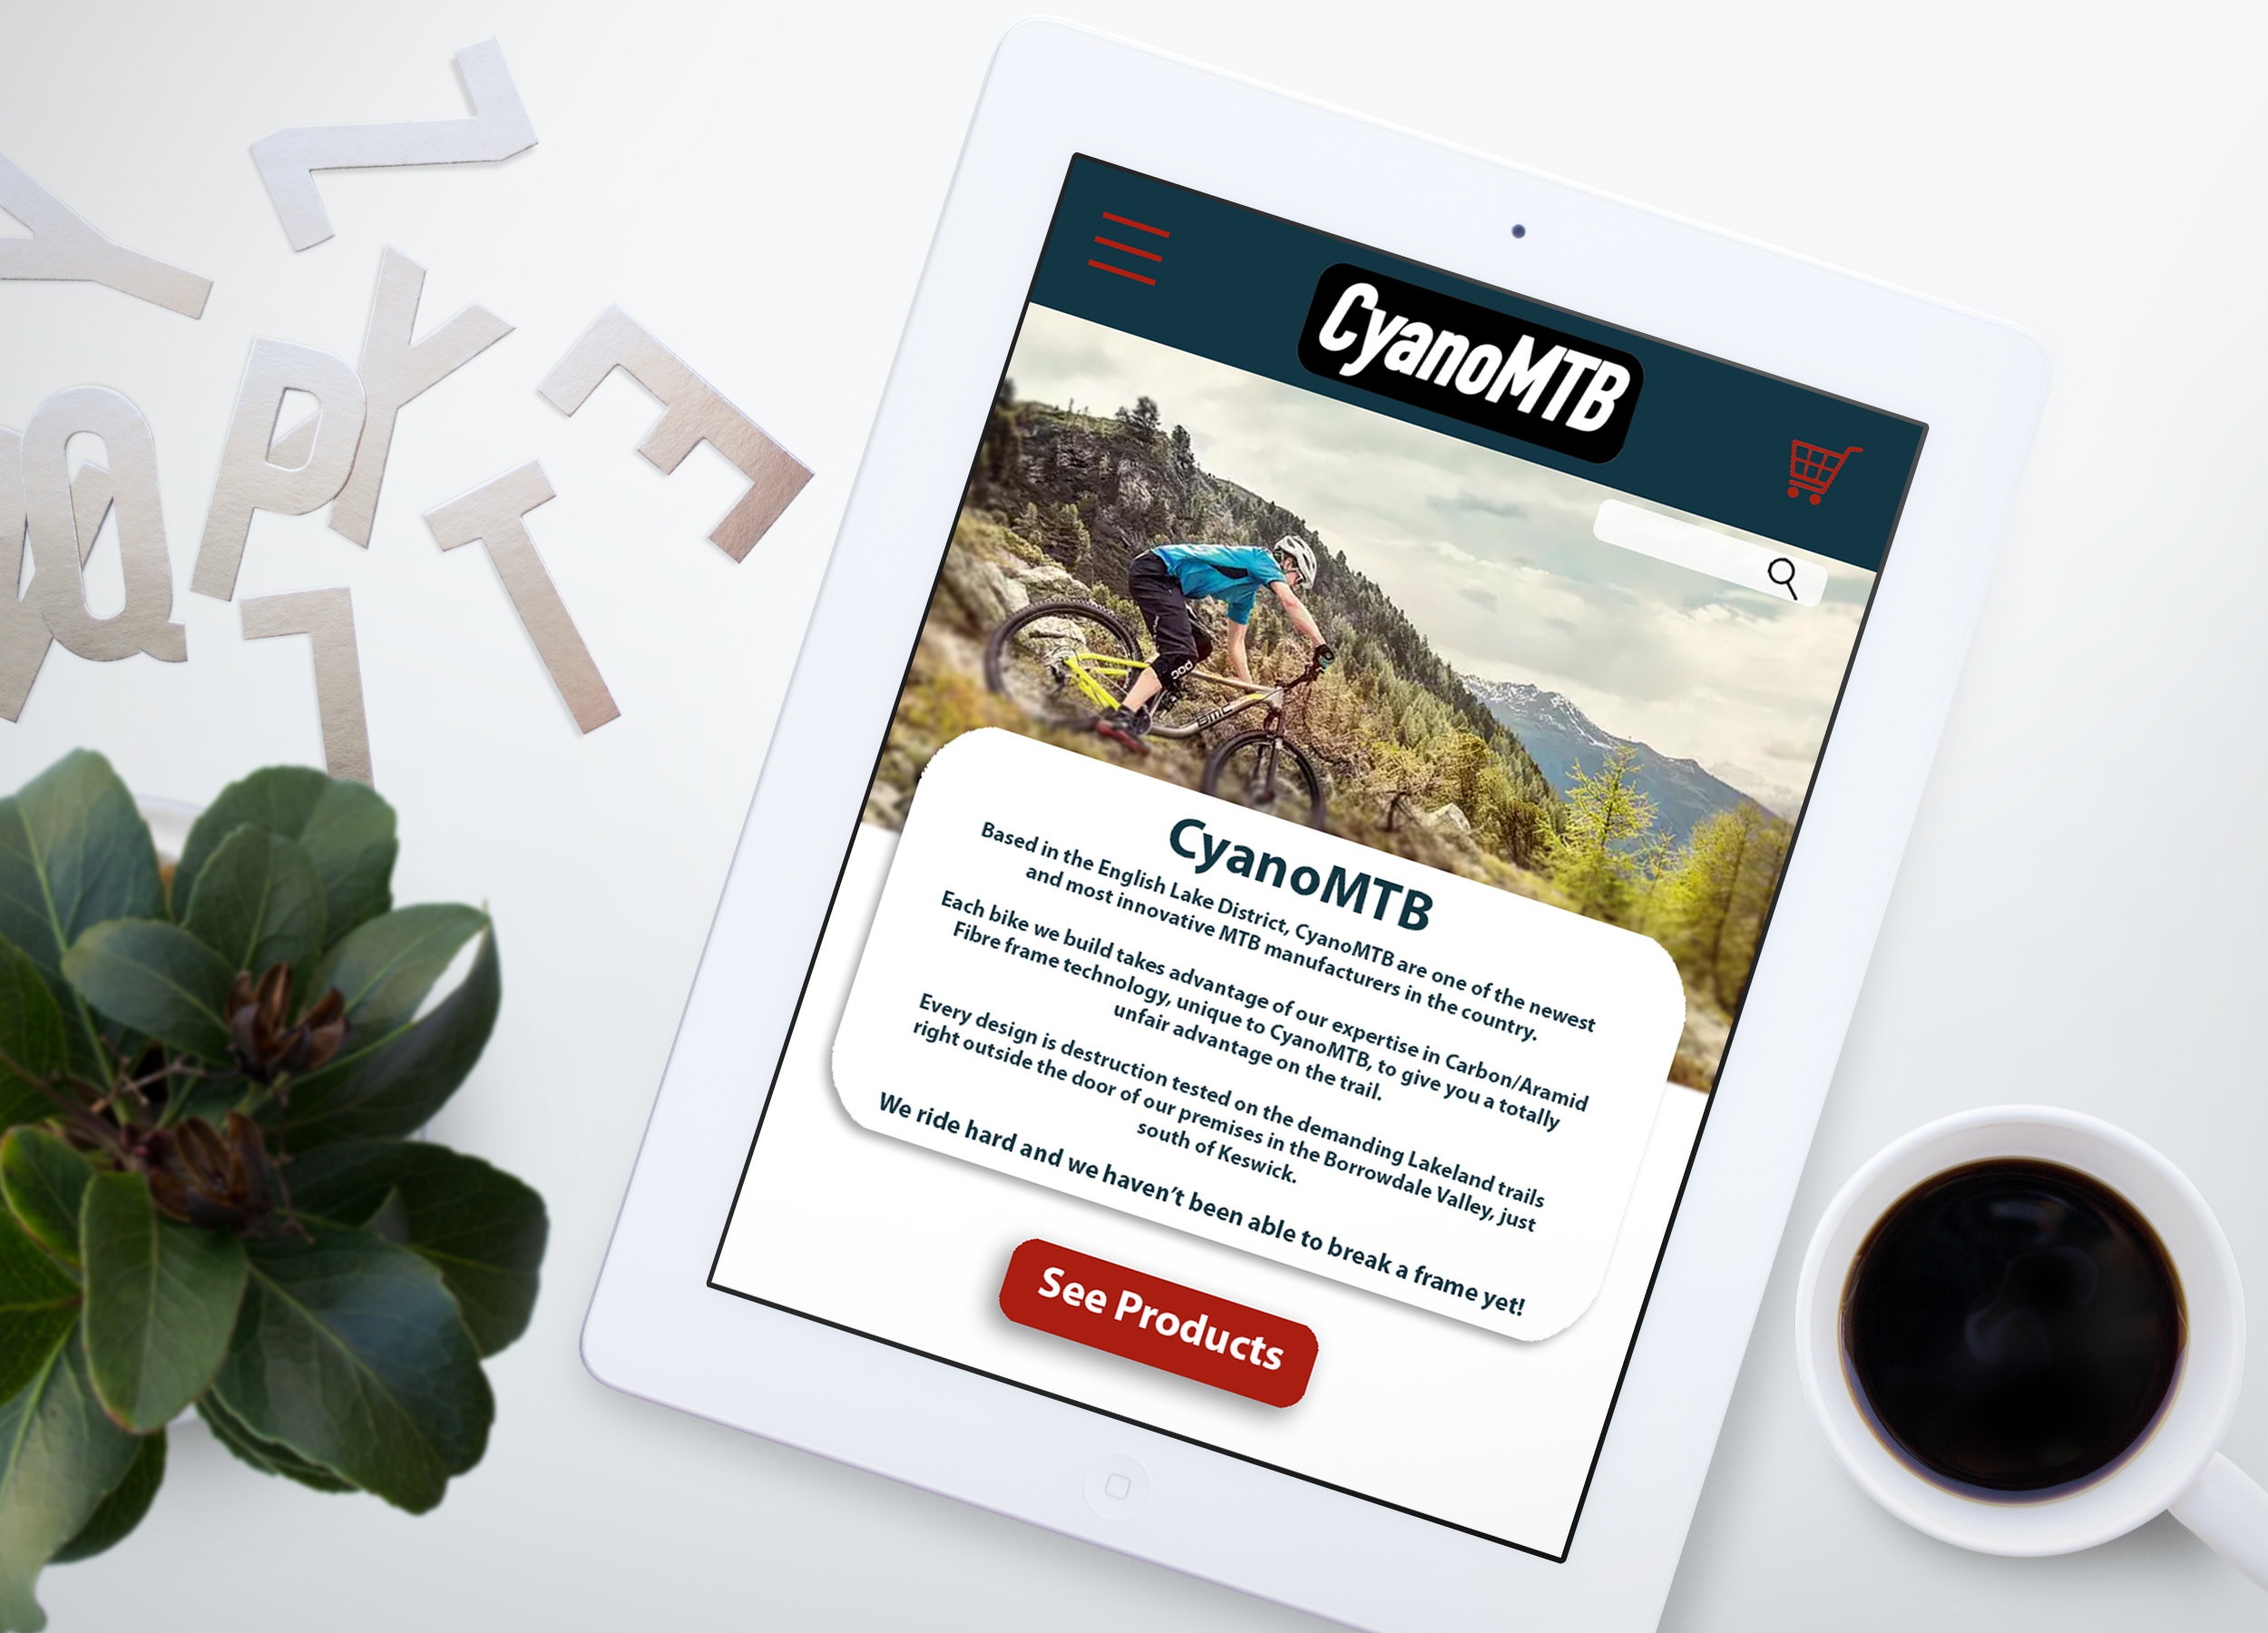 Z
Y
Y
E
P
Q
T
L
CyanoMTB
pod
BMC
CyanoMTB
Based in the English Lake District, CyanoMTB are one of the newest
and most innovative MTB manufacturers in the country.
Each bike we build takes advantage of our expertise in Carbon/Aramid
Fibre frame technology, unique to CyanoMTB, to give you a totally
unfair advantage on the trail.
Every design is destruction tested on the demanding Lakeland trails
right outside the door of our premises in the Borrowdale Valley, just
south of Keswick.
We ride hard and we haven't been able to break a frame yet!
See Products